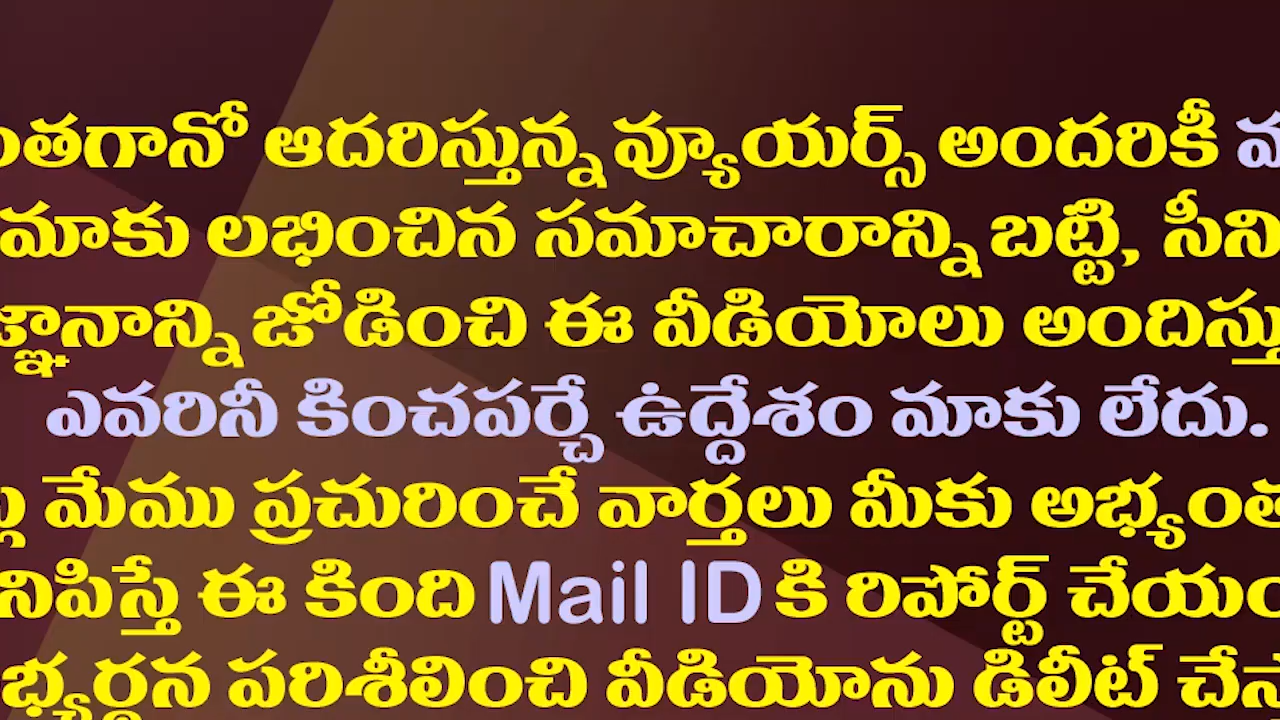 ంతగానో ఆదరిస్తున్న వ్యూయర్స్ అందరికీ
మాకు లభించిన సమాచారాన్ని బట్టి, సీని
జ్ఞానాన్ని జోడించి ఈ వీడియోలు అందిస్తు
ఎవరినీ కించపర్చే ఉద్దేశం మాకు లేదు.
మేము ప్రచురించే వార్తలు మీకు అభ్యంత
నిపిస్తే ఈ కింది Mail ID కి రిపోర్ట్ చేయం
భ్యర్థన పరిశీలించి వీడియోను డిలీట్ చేస